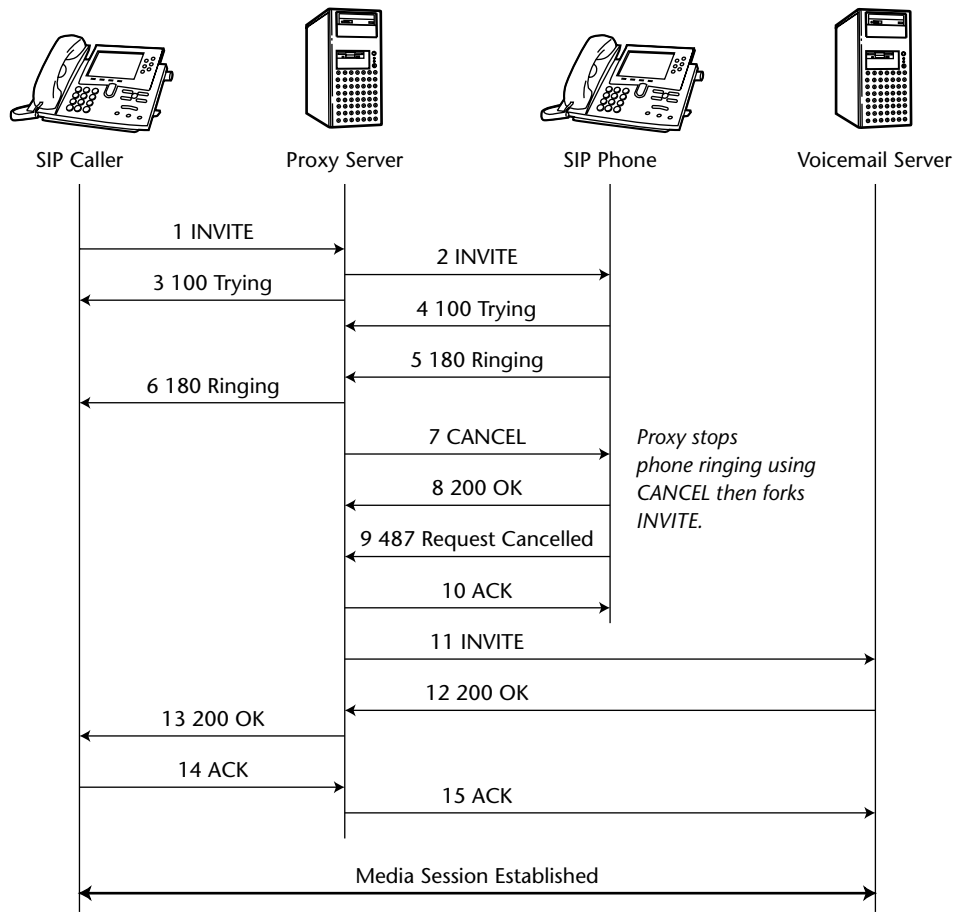 SIP Caller
Proxy Server
SIP Phone
Voicemail Server
1 INVITE
2 INVITE
3 100 Trying
4 100 Trying
5 180 Ringing
6 180 Ringing
7 CANCEL
Proxy stops
phone ringing using
CANCEL then forks
INVITE.
8 200 OK
9 487 Request Cancelled
10 ACK
11 INVITE
12 200 OK
13 200 OK
14 ACK
15 ACK
Media Session Established